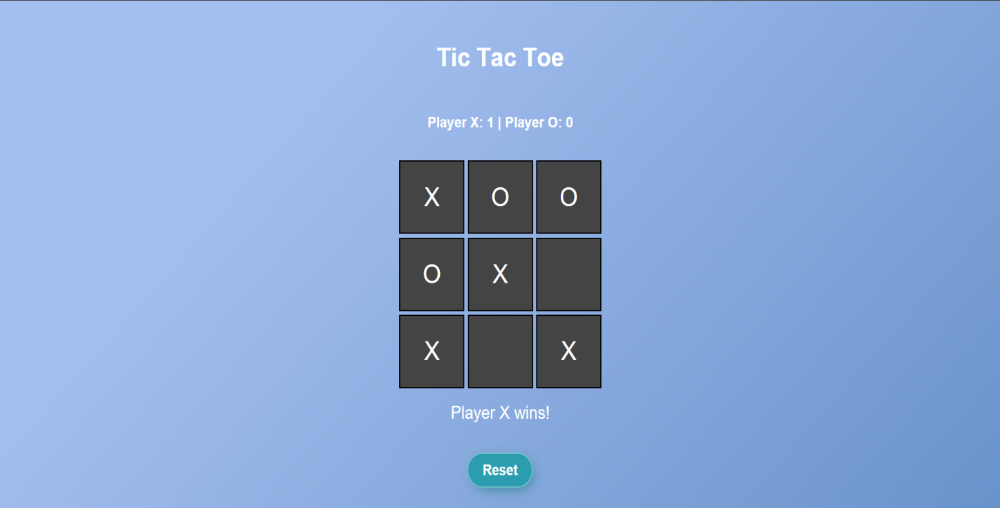 Tic Tac Toe
Player X: 1 | Player O: 0
X O O
O X
X X
Player X wins!
Reset